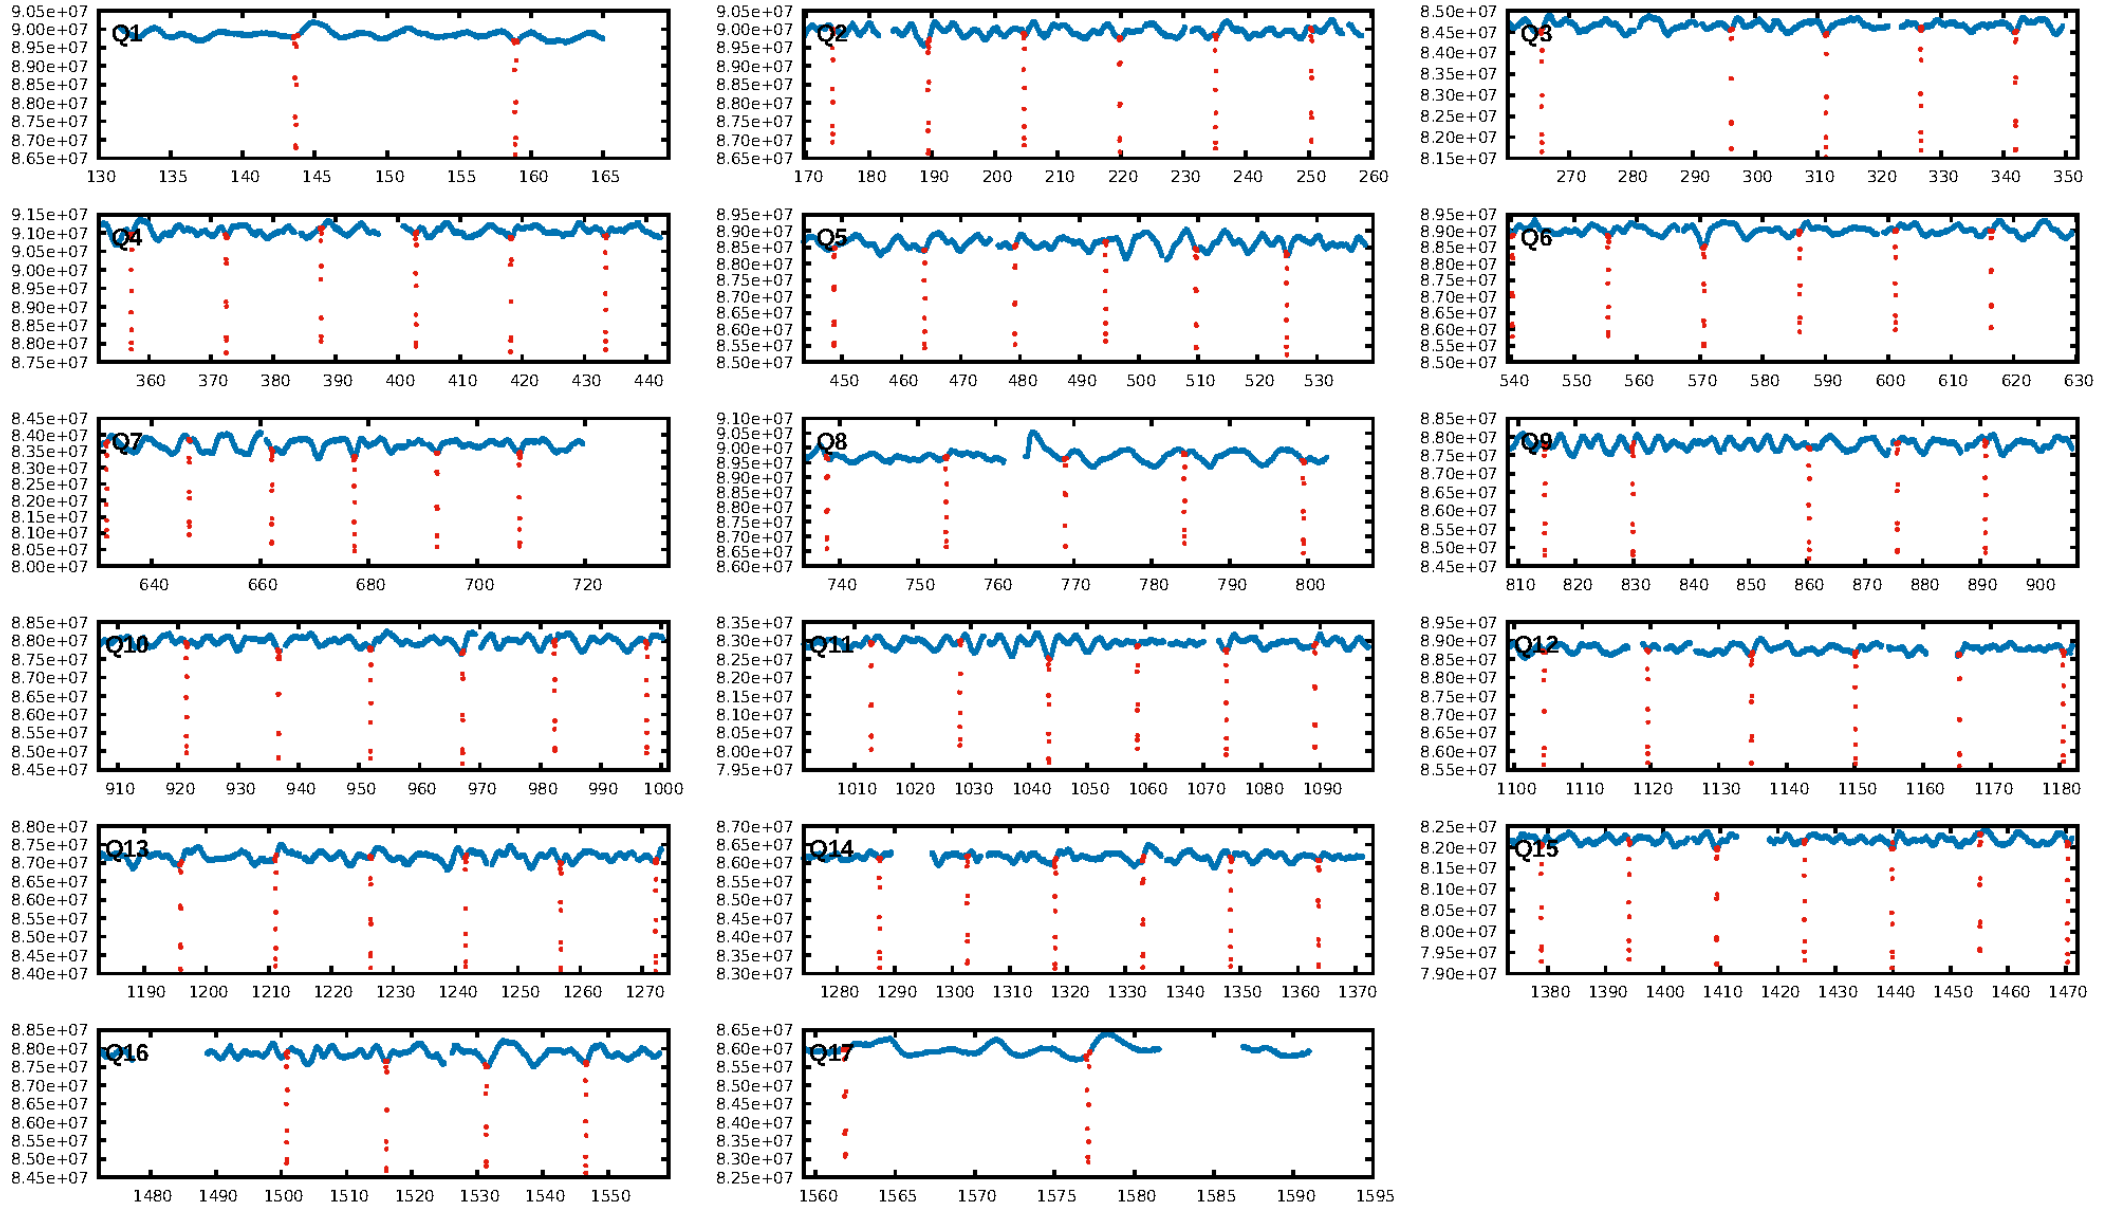 9.05e+07
9.00e+07
8.95e+07
8.90e+07
8.85e+07
8.80e+07
8.75e+07
8.70e+07
8.65e+07
Q1
130 135 140 145 150 155 160 165
9.05e+07
9.00e+07
8.95e+07
8.90e+07
8.85e+07
8.80e+07
8.75e+07
8.70e+07
8.65e+07
Q2
170 180 190 200 210 220 230 240 250 260
8.50e+07
8.45e+07
8.40e+07
8.35e+07
8.30e+07
8.25e+07
8.20e+07
8.15e+07
Q3
270 280 290 300 310 320 330 340 350
9.15e+07
9.10e+07
9.05e+07
9.00e+07
8.95e+07
8.90e+07
8.85e+07
8.80e+07
8.75e+07
Q4
360 370 380 390 400 410 420 430 440
8.95e+07
8.90e+07
8.85e+07
8.80e+07
8.75e+07
8.70e+07
8.65e+07
8.60e+07
8.55e+07
8.50e+07
Q5
450 460 470 480 490 500 510 520 530
8.95e+07
8.90e+07
8.85e+07
8.80e+07
8.75e+07
8.70e+07
8.65e+07
8.60e+07
8.55e+07
8.50e+07
Q6
540 550 560 570 580 590 600 610 620 630
8.45e+07
8.40e+07
8.35e+07
8.30e+07
8.25e+07
8.20e+07
8.15e+07
8.10e+07
8.05e+07
8.00e+07
Q7
640 660 680 700 720
9.10e+07
9.05e+07
9.00e+07
8.95e+07
8.90e+07
8.85e+07
8.80e+07
8.75e+07
8.70e+07
8.65e+07
8.60e+07
Q8
740 750 760 770 780 790 800
8.85e+07
8.80e+07
8.75e+07
8.70e+07
8.65e+07
8.60e+07
8.55e+07
8.50e+07
8.45e+07
Q9
810 820 830 840 850 860 870 880 890 900
8.85e+07
8.80e+07
8.75e+07
8.70e+07
8.65e+07
8.60e+07
8.55e+07
8.50e+07
8.45e+07
Q10
910 920 930 940 950 960 970 980 990 1000
8.35e+07
8.30e+07
8.25e+07
8.20e+07
8.15e+07
8.10e+07
8.05e+07
8.00e+07
7.95e+07
Q11
1010 1020 1030 1040 1050 1060 1070 1080 1090
8.95e+07
8.90e+07
8.85e+07
8.80e+07
8.75e+07
8.70e+07
8.65e+07
8.60e+07
8.55e+07
Q12
1100 1110 1120 1130 1140 1150 1160 1170 1180
8.80e+07
8.75e+07
8.70e+07
8.65e+07
8.60e+07
8.55e+07
8.50e+07
8.45e+07
8.40e+07
Q13
1190 1200 1210 1220 1230 1240 1250 1260 1270
8.70e+07
8.65e+07
8.60e+07
8.55e+07
8.50e+07
8.45e+07
8.40e+07
8.35e+07
8.30e+07
Q14
1280 1290 1300 1310 1320 1330 1340 1350 1360 1370
8.25e+07
8.20e+07
8.15e+07
8.10e+07
8.05e+07
8.00e+07
7.95e+07
7.90e+07
Q15
1380 1390 1400 1410 1420 1430 1440 1450 1460 1470
8.85e+07
8.80e+07
8.75e+07
8.70e+07
8.65e+07
8.60e+07
8.55e+07
8.50e+07
8.45e+07
Q16
1480 1490 1500 1510 1520 1530 1540 1550
8.65e+07
8.60e+07
8.55e+07
8.50e+07
8.45e+07
8.40e+07
8.35e+07
8.30e+07
8.25e+07
Q17
1560 1565 1570 1575 1580 1585 1590 1595